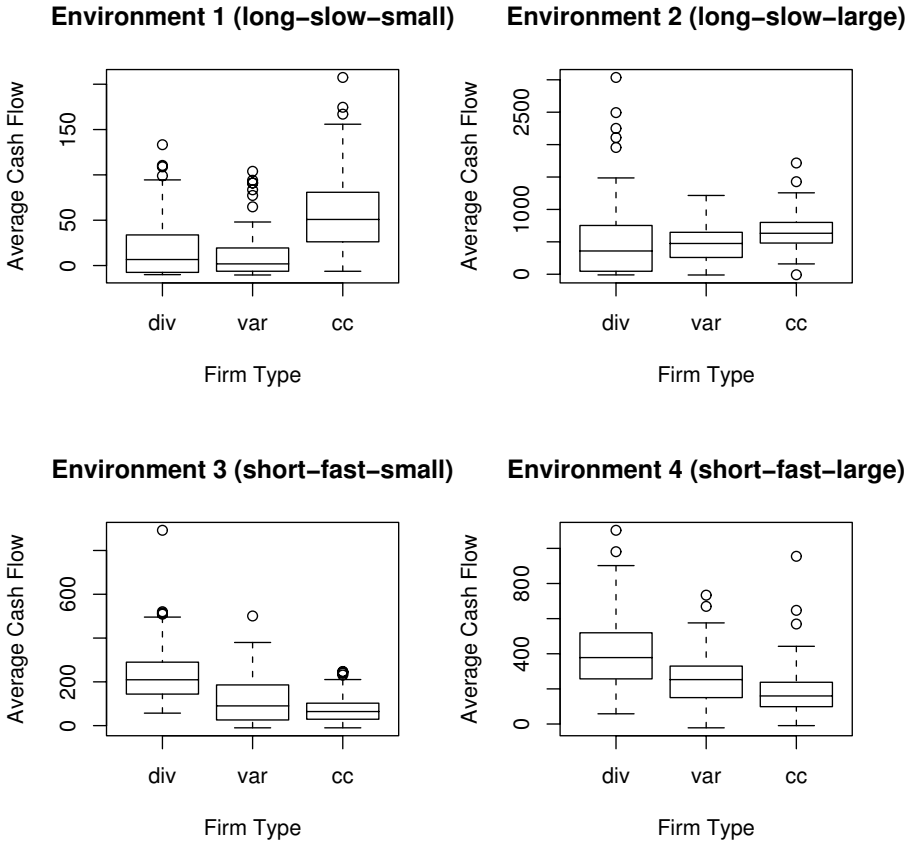 Environment 1 (long−slow−small)
Average Cash Flow
150
50
0
div var cc
Firm Type
Environment 2 (long−slow−large)
Average Cash Flow
2500
1000
0
div var cc
Firm Type
Environment 3 (short−fast−small)
Average Cash Flow
600
200
0
div var cc
Firm Type
Environment 4 (short−fast−large)
Average Cash Flow
800
400
0
div var cc
Firm Type